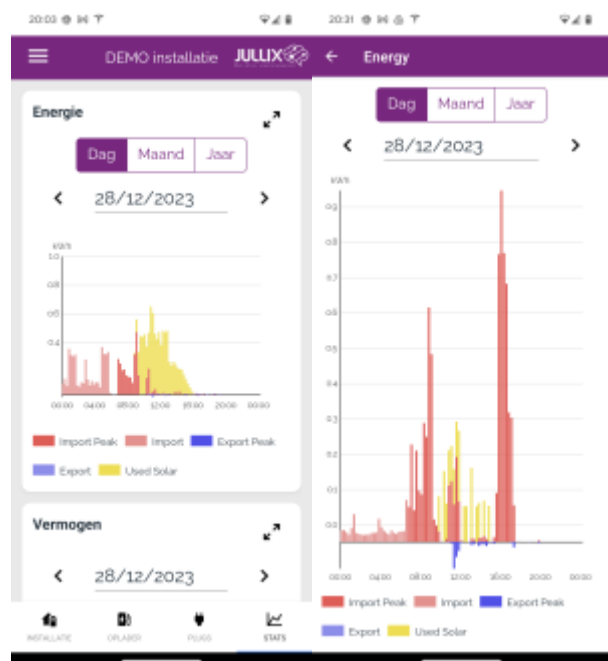 20:03
DEMO installatie JULLIX
Energie
Dag Maand Jaar
28/12/2023
kWh
1.0
0.8
0.6
0.4
00:00 04:00 08:00 12:00 16:00 20:00 00:00
Import Peak Import Export Peak
Export Used Solar
Vermogen
28/12/2023
INSTALLATIE OPLADER PLUGS STATS
20:31
Energy
Dag Maand Jaar
28/12/2023
kWh
0.9
0.8
0.7
0.4
0.3
0.2
0.1
0.0
00:00 04:00 08:00 12:00 16:00 20:00 00:00
Import Peak Import Export Peak
Export Used Solar